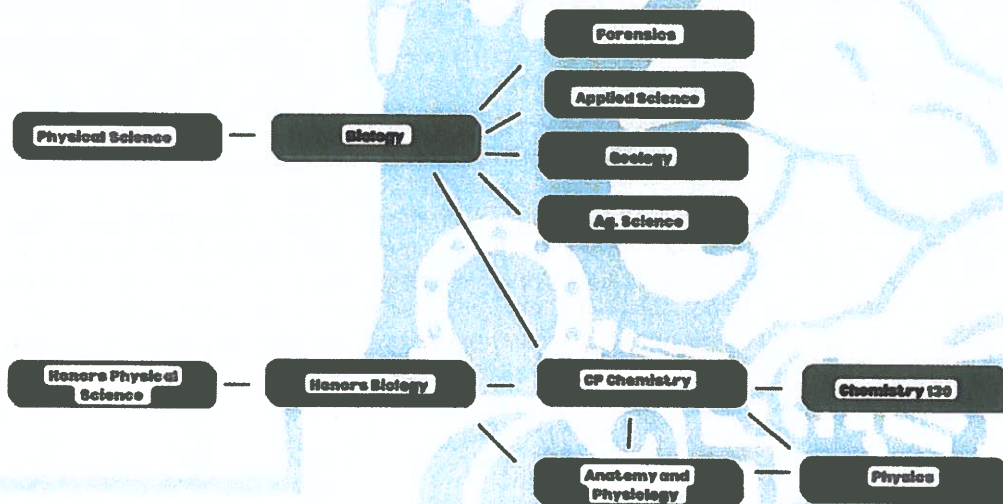 Forensics
Applied Science
Physical Science
Biology
Geology
Ag. Science
Honors Physical
Science
Honors Biology
CP Chemistry
Chemistry 130
Anatomy and
Physiology
Physics